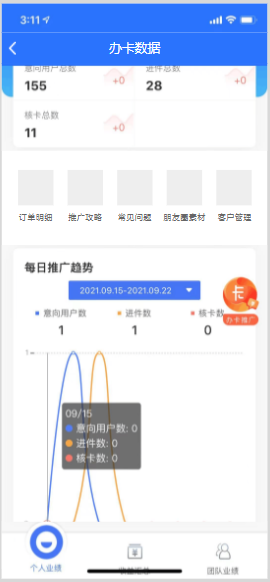 3:11
办卡数据
意向用户总数 进件总数
155 +0 28 +0
核卡总数
11 +0
订单明细 推广攻略 常见问题 朋友圈素材 客户管理
每日推广趋势
2021.09.15-2021.09.22
卡
办卡推广
意向用户数 进件数 核卡数
1 1 0
1
09/15
意向用户数: 0
进件数: 0
核卡数: 0
个人业绩 团队业绩